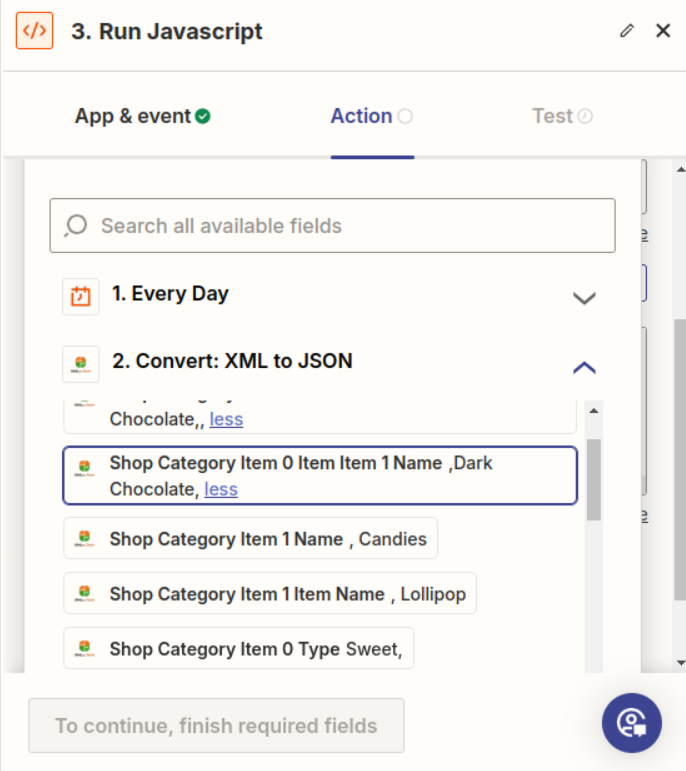 3. Run Javascript
App & event
Action
Test
Search all available fields
1. Every Day
2. Convert: XML to JSON
Chocolate,, less
Shop Category Item 0 Item Item 1 Name ,Dark
Chocolate, less
Shop Category Item 1 Name , Candies
Shop Category Item 1 Item Name , Lollipop
Shop Category Item 0 Type Sweet,
To continue, finish required fields